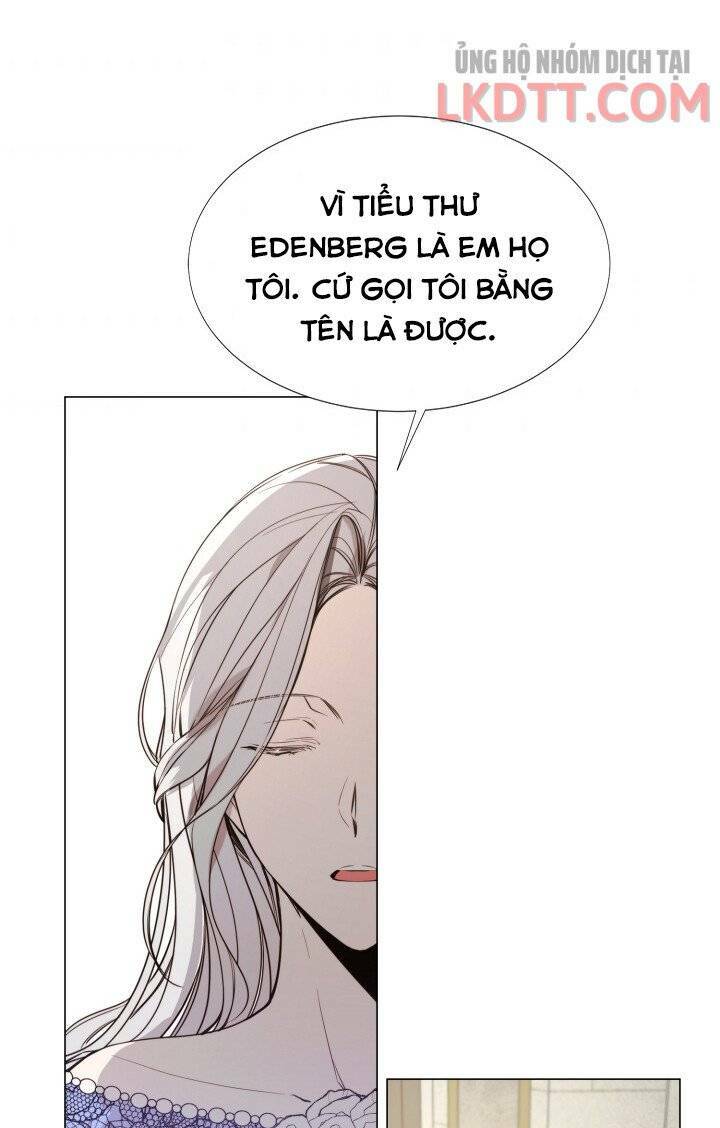 ỦNG HỘ NHÓM DỊCH TẠI
LKDTT.COM
VÌ TIỂU THƯ
EDENBERG LÀ EM HỌ
TÔI. CỨ GỌI TÔI BẰNG
TÊN LÀ ĐƯỢC.